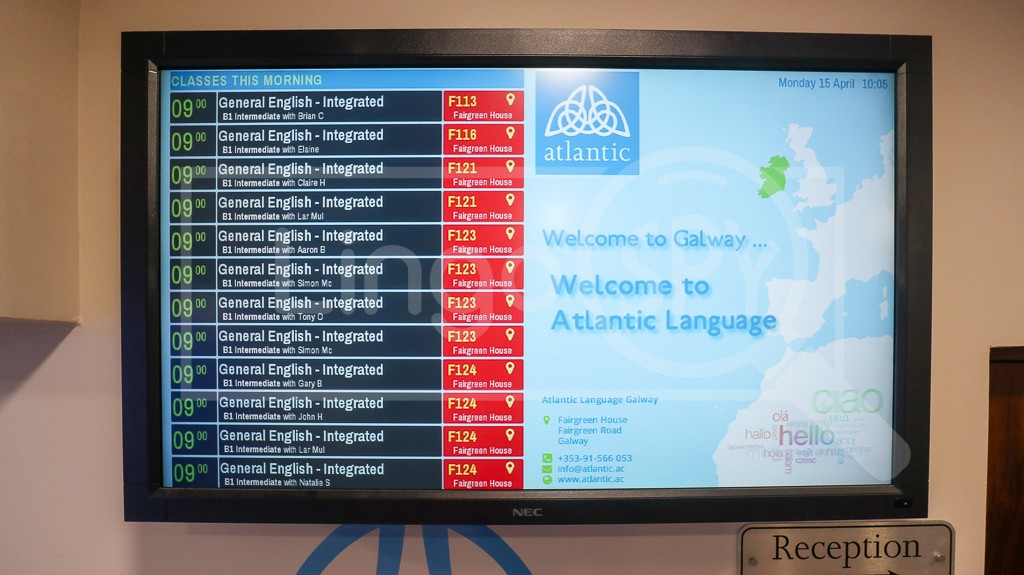 CLASSES THIS MORNING
09 00 General English - Integrated F113
B1 Intermediate with Brian C Fairgreen House
09 00 General English - Integrated F116
B1 Intermediate with Elaine Fairgreen House
09 00 General English - Integrated F121
B1 Intermediate with Claire H Fairgreen House
09 00 General English - Integrated F121
B1 Intermediate with Lar Mul Fairgreen House
09 00 General English - Integrated F123
B1 Intermediate with Aaron B Fairgreen House
09 00 General English - Integrated F123
B1 Intermediate with Simon Mc Fairgreen House
09 00 General English - Integrated F123
B1 Intermediate with Tony O Fairgreen House
09 00 General English - Integrated F123
B1 Intermediate with Simon Mc Fairgreen House
09 00 General English - Integrated F124
B1 Intermediate with Gary B Fairgreen House
09 00 General English - Integrated F124
B1 Intermediate with John H Fairgreen House
09 00 General English - Integrated F124
B1 Intermediate with Lar Mul Fairgreen House
09 00 General English - Integrated F124
B1 Intermediate with Natalie S Fairgreen House
atlantic
Monday 15 April 10:05
Welcome to Galway ...
Welcome to
Atlantic Language
Atlantic Language Galway
Fairgreen House
Fairgreen Road
Galway
+353-91-566 053
info@atlantic.ac
www.atlantic.ac
ciao
olá
hallo
hello
hola
NEC
Reception